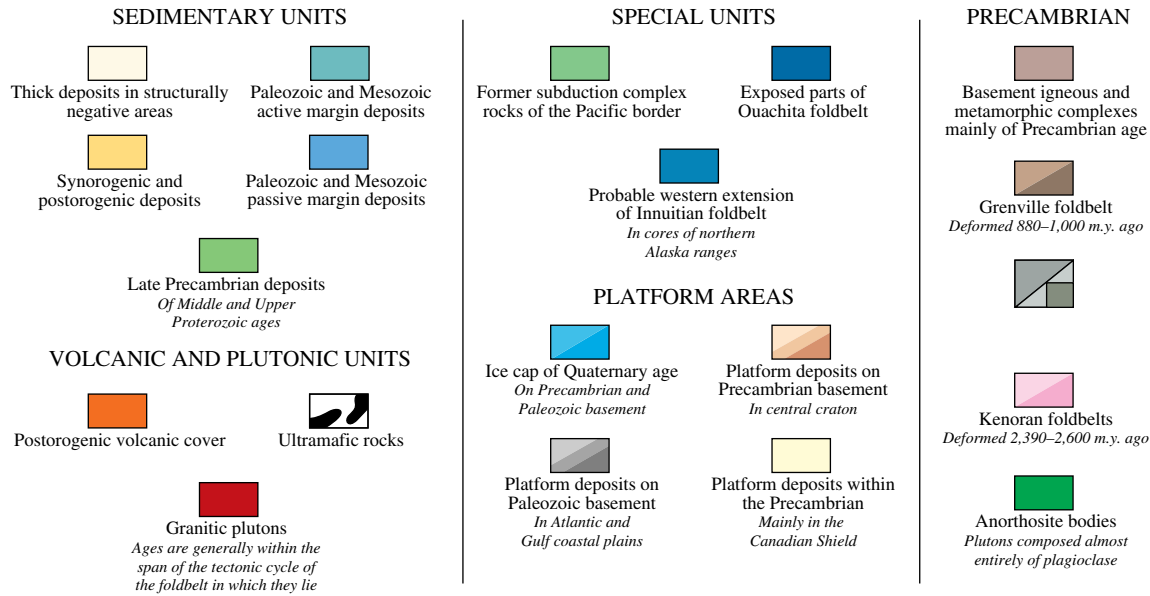 SEDIMENTARY UNITS
Thick deposits in structurally
negative areas
Paleozoic and Mesozoic
active margin deposits
Synorogenic and
postorogenic deposits
Paleozoic and Mesozoic
passive margin deposits
Late Precambrian deposits
Of Middle and Upper
Proterozoic ages
VOLCANIC AND PLUTONIC UNITS
Postorogenic volcanic cover
Ultramafic rocks
Granitic plutons
Ages are generally within the
span of the tectonic cycle of
the foldbelt in which they lie
SPECIAL UNITS
Former subduction complex
rocks of the Pacific border
Exposed parts of
Ouachita foldbelt
Probable western extension
of Innuitian foldbelt
In cores of northern
Alaska ranges
PLATFORM AREAS
Ice cap of Quaternary age
On Precambrian and
Paleozoic basement
Platform deposits on
Precambrian basement
In central craton
Platform deposits on
Paleozoic basement
In Atlantic and
Gulf coastal plains
Platform deposits within
the Precambrian
Mainly in the
Canadian Shield
PRECAMBRIAN
Basement igneous and
metamorphic complexes
mainly of Precambrian age
Grenville foldbelt
Deformed 880–1,000 m.y. ago
Kenoran foldbelts
Deformed 2,390–2,600 m.y. ago
Anorthosite bodies
Plutons composed almost
entirely of plagioclase